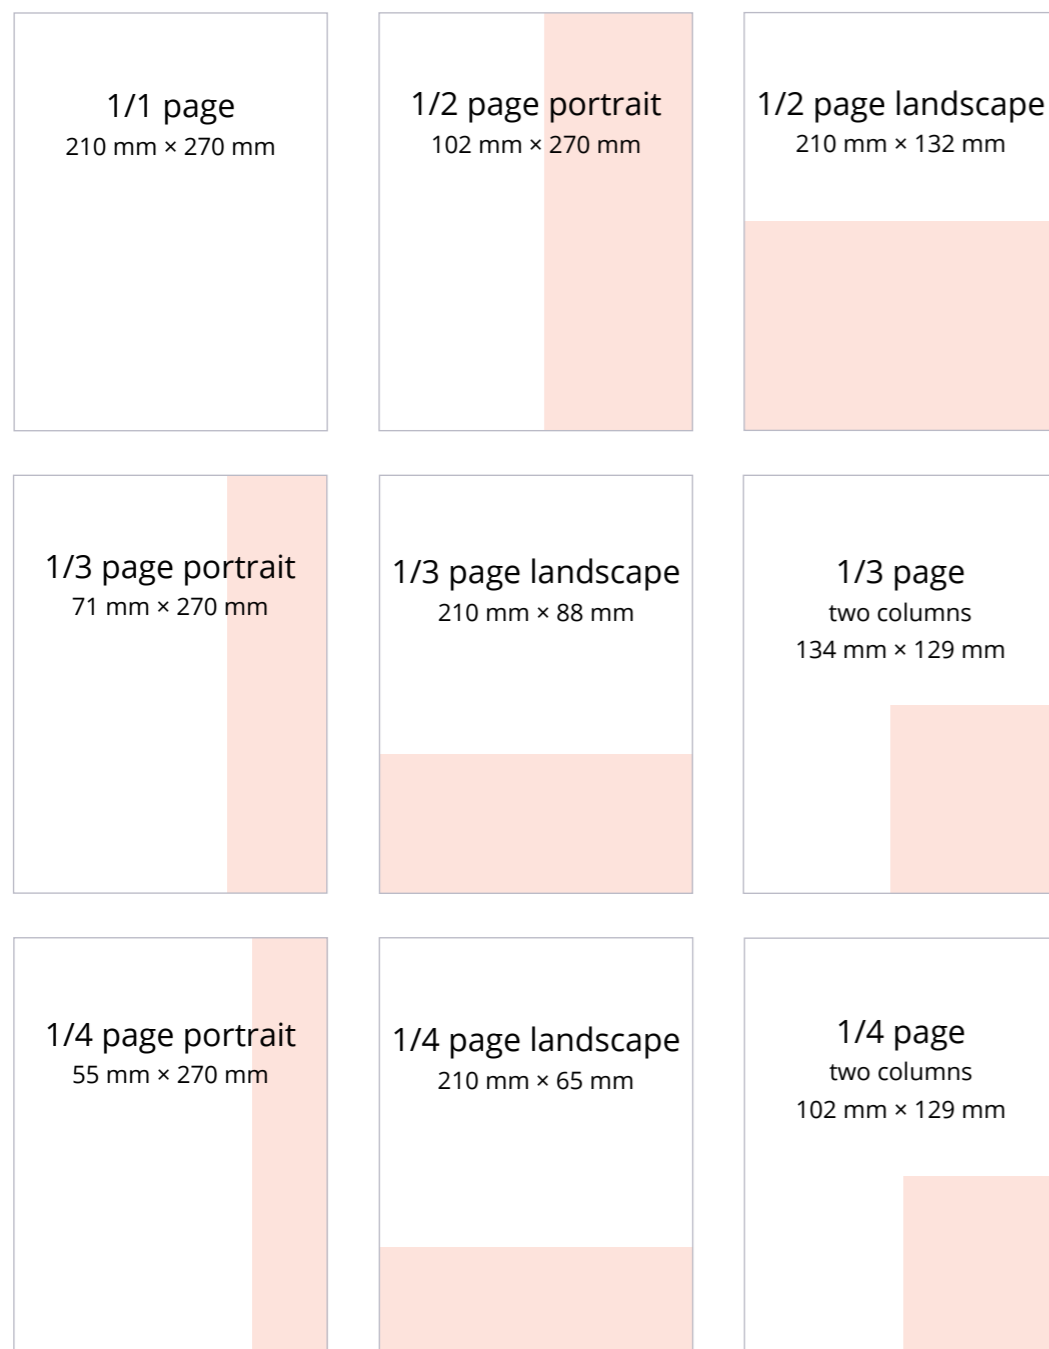 1/1 page
210 mm × 270 mm
1/2 page portrait
102 mm × 270 mm
1/2 page landscape
210 mm × 132 mm
1/3 page portrait
71 mm × 270 mm
1/3 page landscape
210 mm × 88 mm
1/3 page
two columns
134 mm × 129 mm
1/4 page portrait
55 mm × 270 mm
1/4 page landscape
210 mm × 65 mm
1/4 page
two columns
102 mm × 129 mm